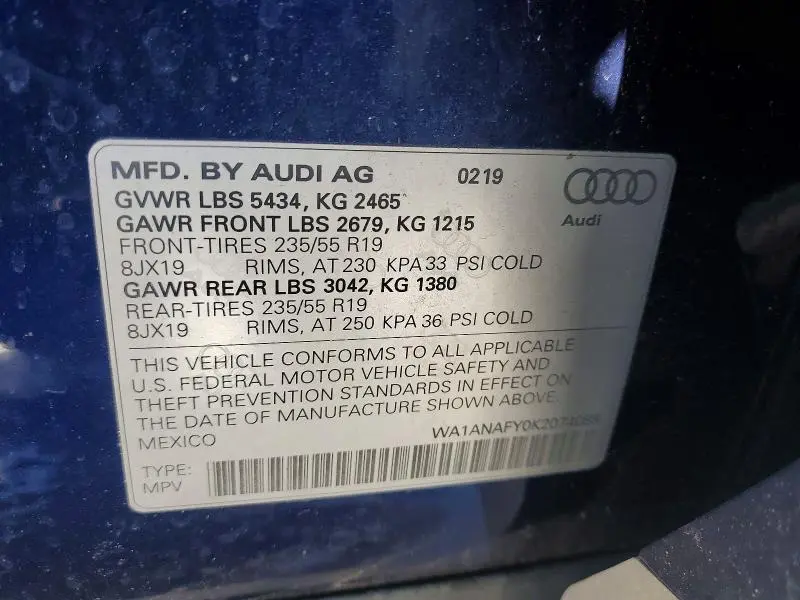 MFD. BY AUDI AG 0219
GVWR LBS 5434, KG 2465
Audi
GAWR FRONT LBS 2679, KG 1215
FRONT-TIRES 235/55 R19
8JX19 RIMS, AT 230 KPA 33 PSI COLD
GAWR REAR LBS 3042, KG 1380
REAR-TIRES 235/55 R19
8JX19 RIMS, AT 250 KPA 36 PSI COLD
THIS VEHICLE CONFORMS TO ALL APPLICABLE
U.S. FEDERAL MOTOR VEHICLE SAFETY AND
THEFT PREVENTION STANDARDS IN EFFECT ON
THE DATE OF MANUFACTURE SHOWN ABOVE.
MEXICO
TYPE:
MPV